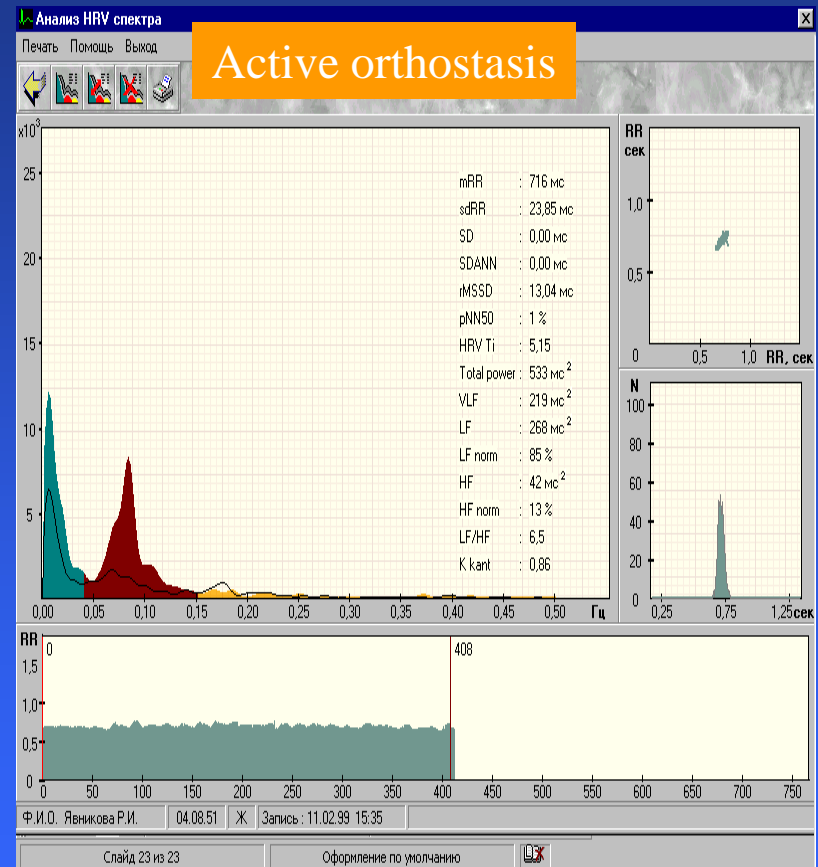 Анализ HRV спектра
Active orthostasis
Печать Помощь Выход
x10³
25
20
15
10
5
mRR : 716 мс
sdRR : 23,85 мс
SD : 0,00 мс
SDANN : 0,00 мс
rMSSD : 13,04 мс
pNN50 : 1 %
HRV Ti : 5,15
Total power : 533 мс²
VLF : 219 мс²
LF : 268 мс²
LF norm : 85 %
HF : 42 мс²
HF norm : 13 %
LF/HF : 6,5
K kant : 0,86
0,00 0,05 0,10 0,15 0,20 0,25 0,30 0,35 0,40 0,45 0,50 Гц
RR
сек
1,0
0,5
0 0,5 1,0 RR, сек
N
100
80
60
40
20
0
0,25 0,75 1,25 сек
RR
0 408
1,5
1,0
0,5
0
0 50 100 150 200 250 300 350 400 450 500 550 600 650 700 750
Ф.И.О. Явникова Р.И. 04.08.51 Ж Запись : 11.02.99 15:35
Слайд 23 из 23 Оформление по умолчанию